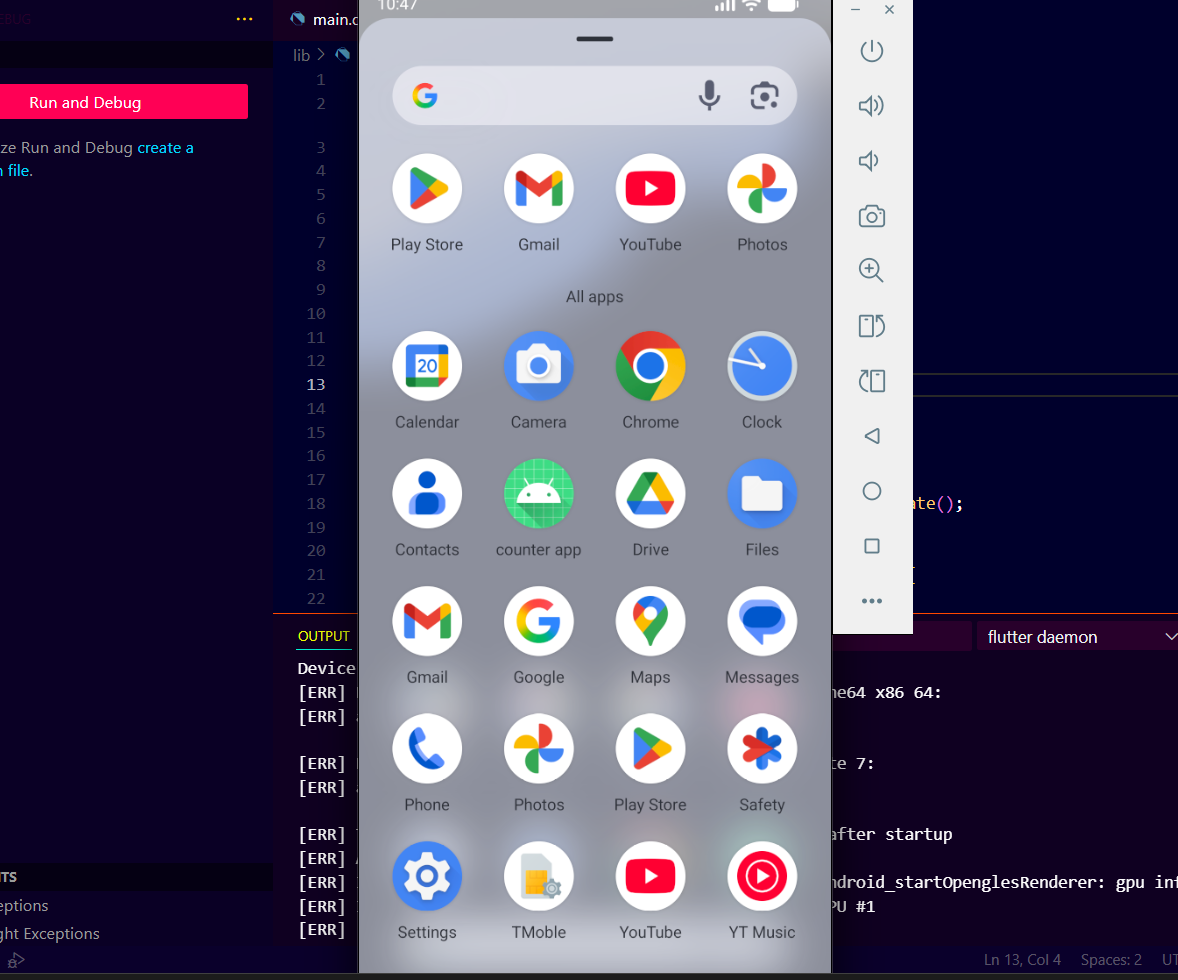 10:47
main.c
lib >
Run and Debug
ze Run and Debug create a
file.
1
2
3
4
5
6
7
8
9
10
11
12
13
14
15
16
17
18
19
20
21
22
Play Store Gmail YouTube Photos
All apps
20
Calendar Camera Chrome Clock
Contacts counter app Drive Files
Gmail Google Maps Messages
Phone Photos Play Store Safety
Settings TMoble YouTube YT Music
ate();
OUTPUT
flutter daemon
Device
[ERR] ne64 x86 64:
[ERR]
[ERR] te 7:
[ERR]
[ERR] after startup
[ERR]
[ERR] ndroid_startOpenglesRenderer: gpu inf
[ERR] PU #1
[ERR]
TS
eptions
ght Exceptions
Ln 13, Col 4 Spaces: 2 UT